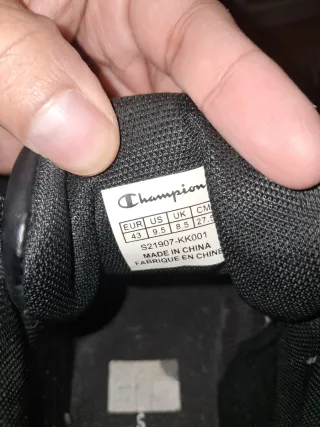 Champion
EUR US UK CM
43 9.5 8.5 27.5
S21907-KK001
MADE IN CHINA
FABRIQUE EN CHINE